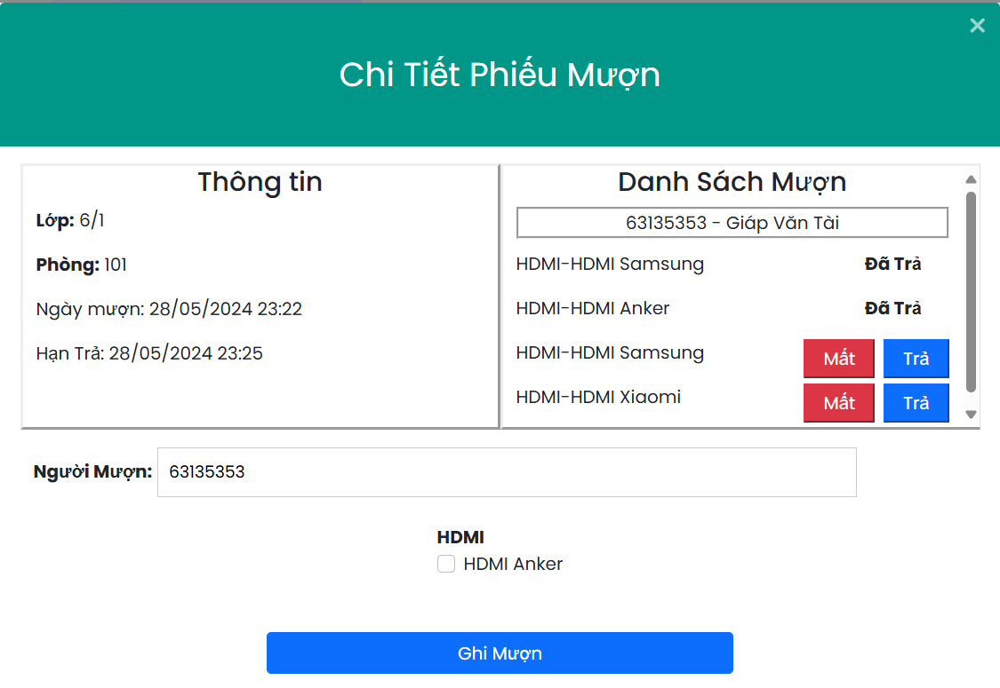 Chi Tiết Phiếu Mượn
Thông tin
Lớp: 6/1
Phòng: 101
Ngày mượn: 28/05/2024 23:22
Hạn Trả: 28/05/2024 23:25
Danh Sách Mượn
63135353 - Giáp Văn Tài
HDMI-HDMI Samsung Đã Trả
HDMI-HDMI Anker Đã Trả
HDMI-HDMI Samsung Mất Trả
HDMI-HDMI Xiaomi Mất Trả
Người Mượn: 63135353
HDMI
HDMI Anker
Ghi Mượn